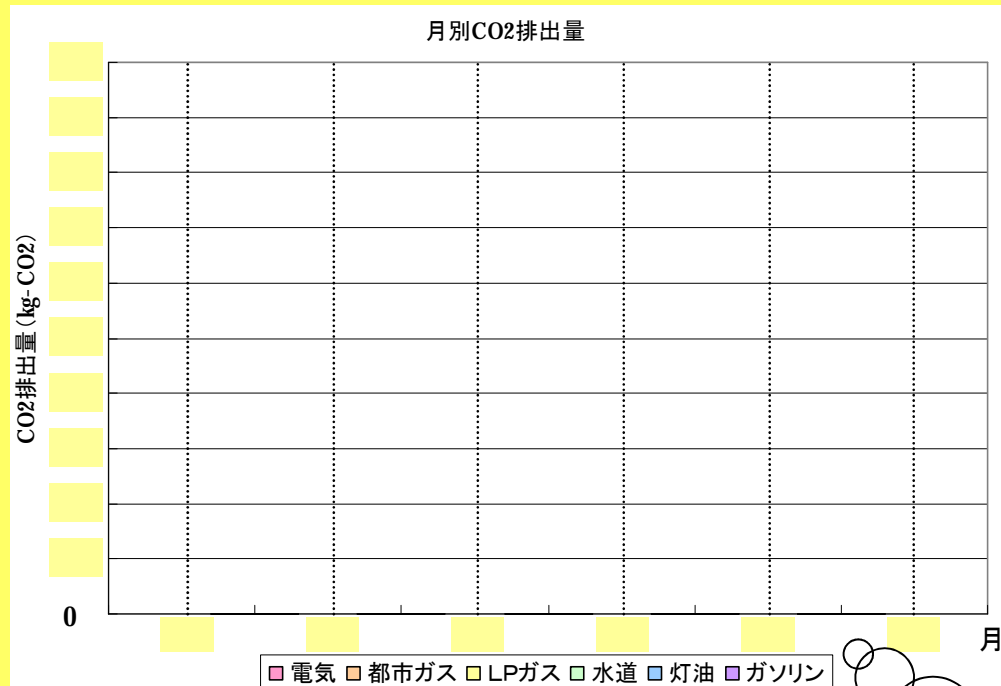 月別CO2排出量
CO2排出量(kg-CO2)
0
月
電気 都市ガス LPガス 水道 灯油 ガソリン